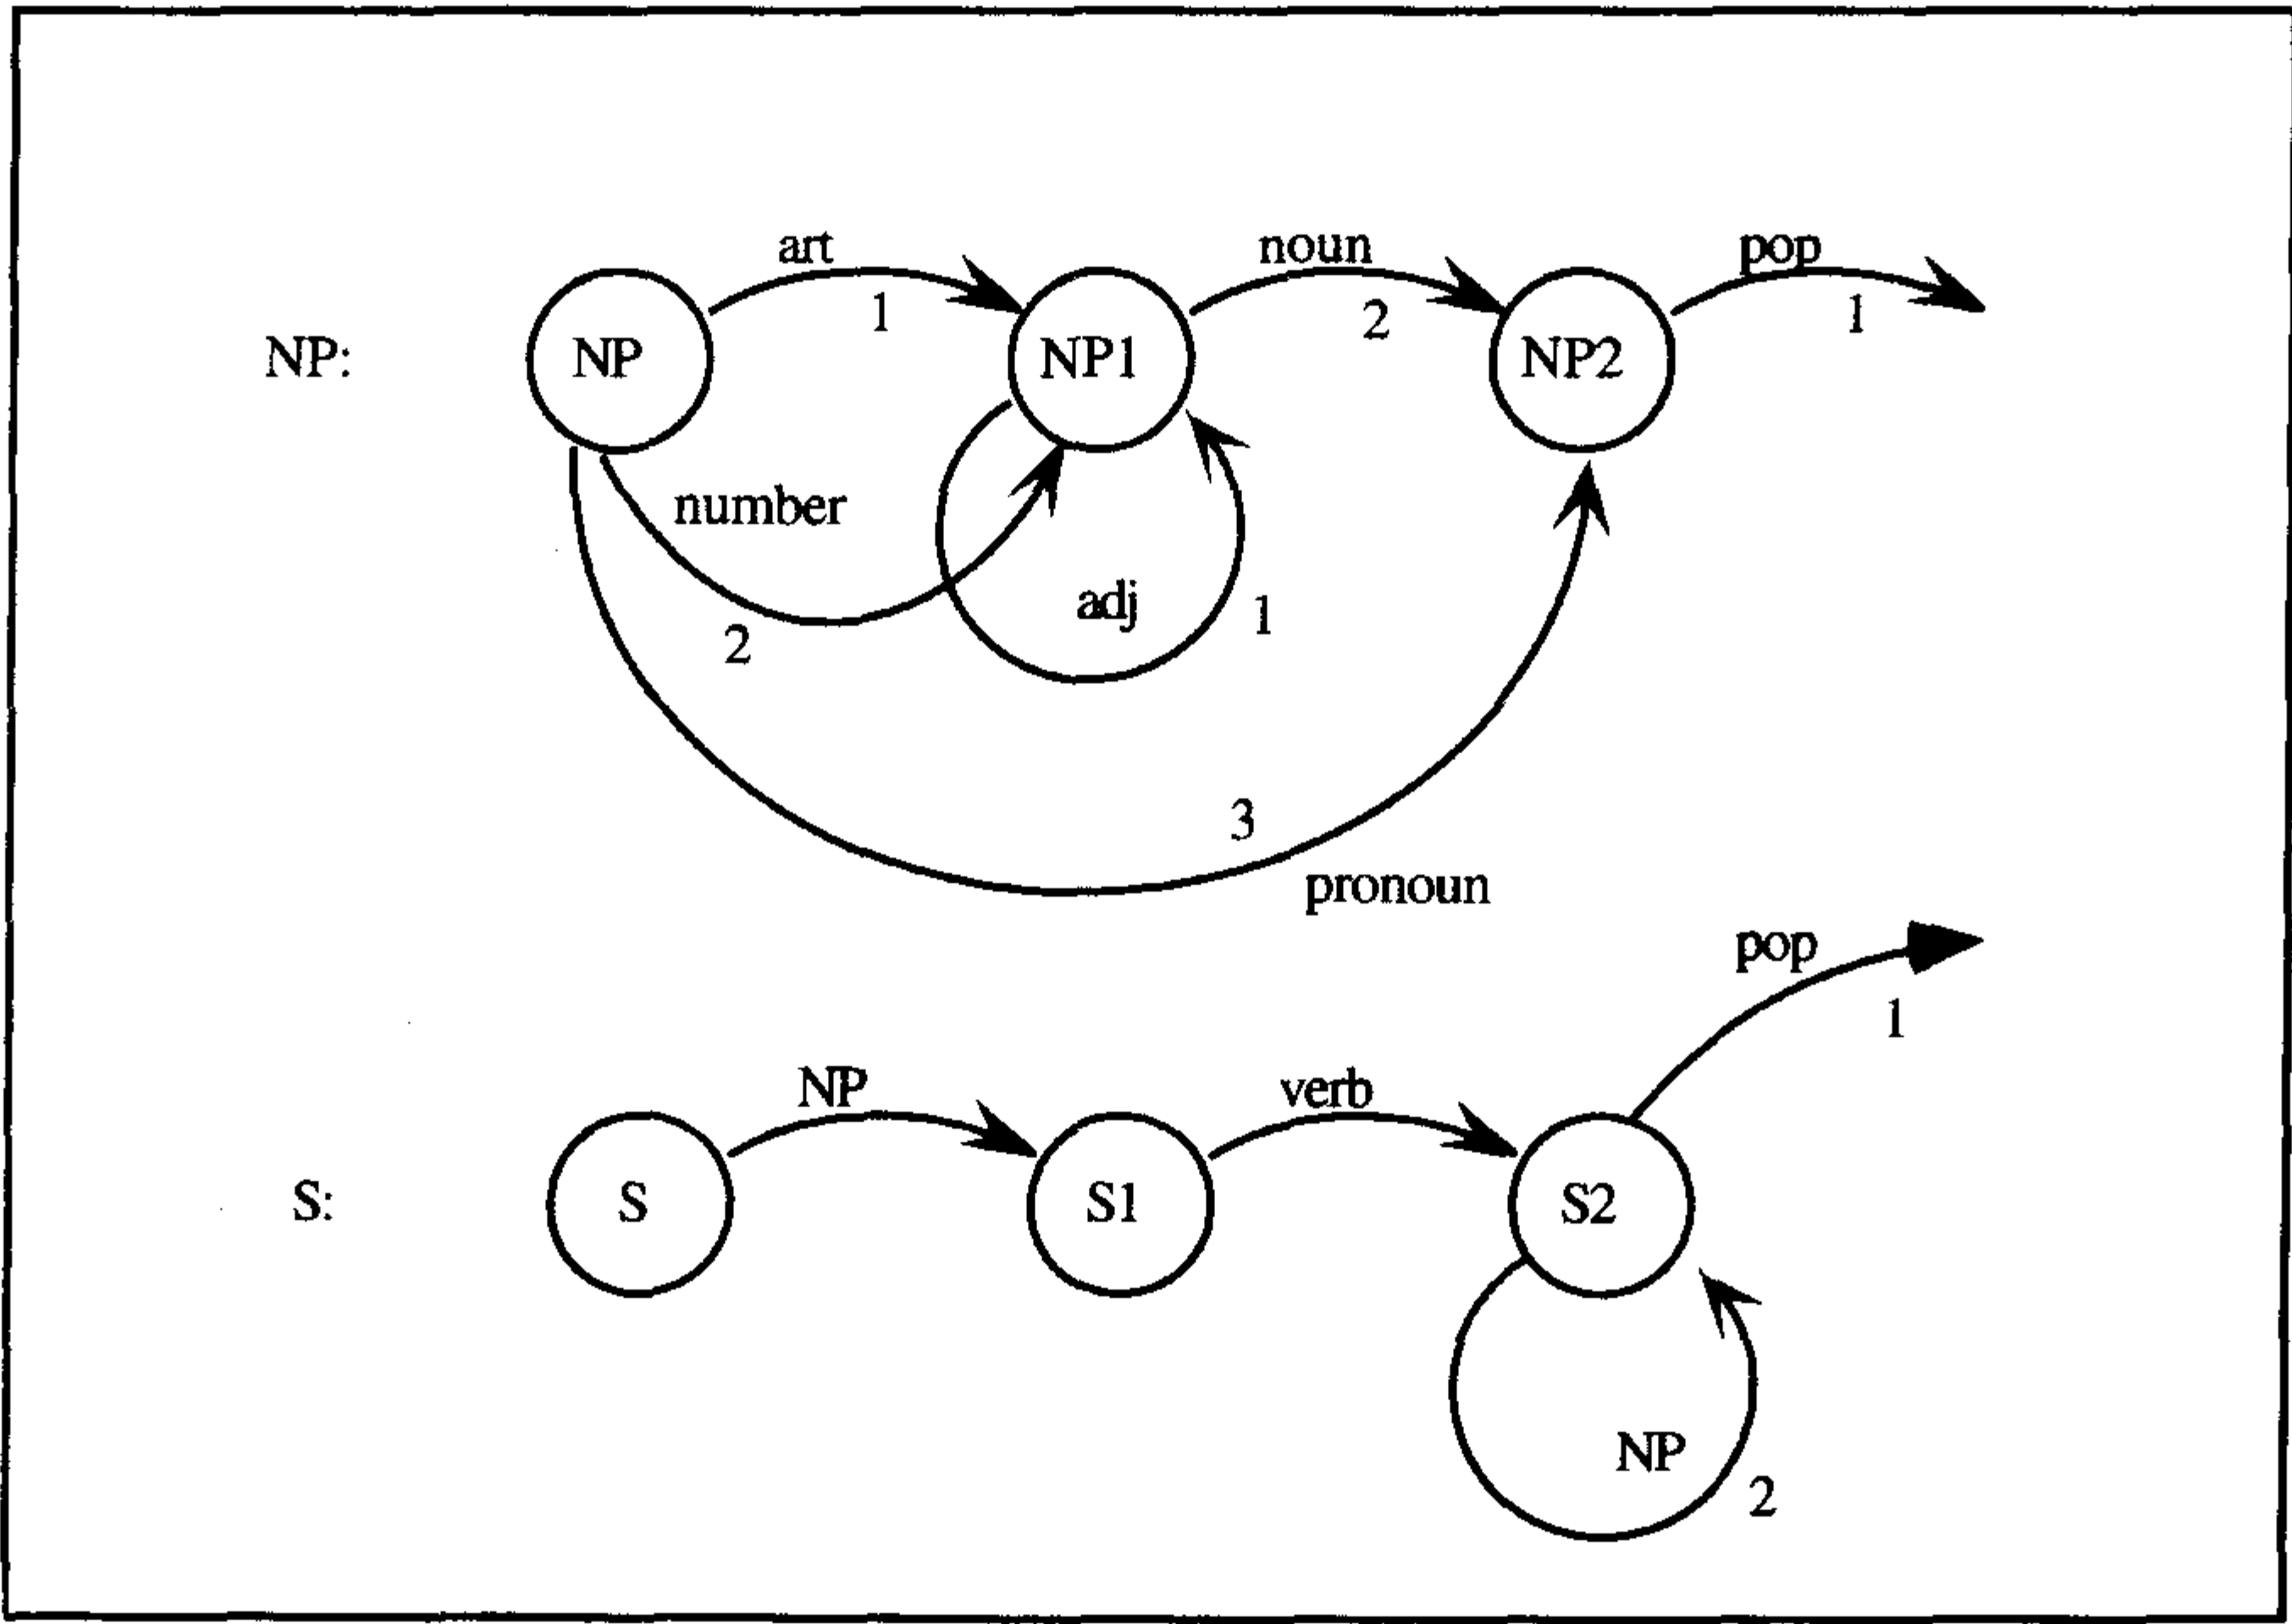 art noun pop
1 2 1
NP: NP NP1 NP2
number
adj 1
2
3
pronoun
pop
1
NP verb
S: S S1 S2
NP
2